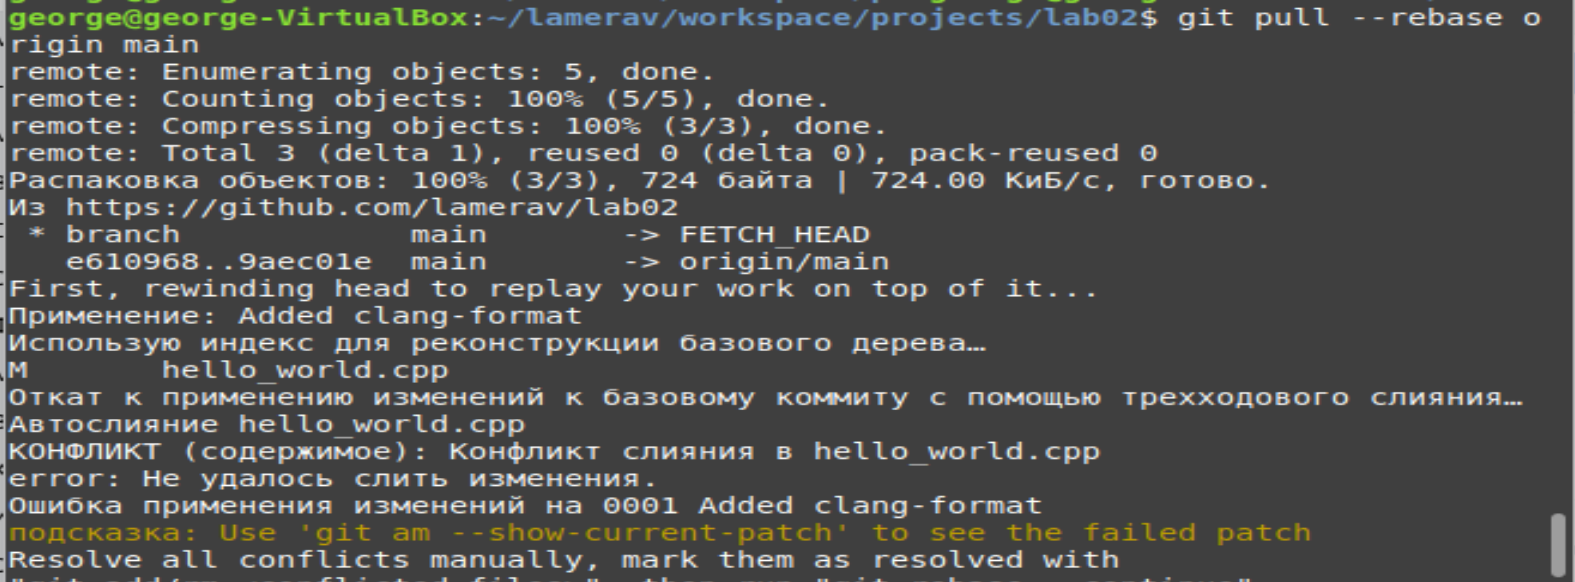 george@george-VirtualBox:~/lamerav/workspace/projects/lab02$ git pull --rebase o
rigin main
remote: Enumerating objects: 5, done.
remote: Counting objects: 100% (5/5), done.
remote: Compressing objects: 100% (3/3), done.
remote: Total 3 (delta 1), reused 0 (delta 0), pack-reused 0
Распаковка объектов: 100% (3/3), 724 байта | 724.00 КиБ/с, готово.
Из https://github.com/lamerav/lab02
 * branch            main       -> FETCH_HEAD
   e610968..9aec01e  main       -> origin/main
First, rewinding head to replay your work on top of it...
Применение: Added clang-format
Использую индекс для реконструкции базового дерева…
M       hello_world.cpp
Откат к применению изменений к базовому коммиту с помощью трехходового слияния…
Автослияние hello_world.cpp
КОНФЛИКТ (содержимое): Конфликт слияния в hello_world.cpp
error: Не удалось слить изменения.
Ошибка применения изменений на 0001 Added clang-format
подсказка: Use 'git am --show-current-patch' to see the failed patch
Resolve all conflicts manually, mark them as resolved with